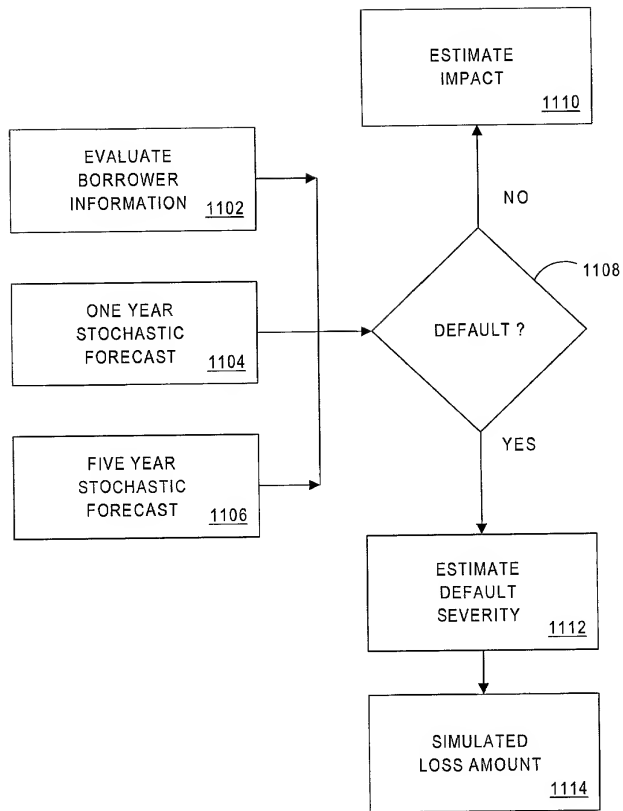 ESTIMATE
IMPACT
1110
EVALUATE
BORROWER
INFORMATION
1102
NO
1108
ONE YEAR
STOCHASTIC
FORECAST
1104
DEFAULT ?
FIVE YEAR
STOCHASTIC
FORECAST
1106
YES
ESTIMATE
DEFAULT
SEVERITY
1112
SIMULATED
LOSS AMOUNT
1114